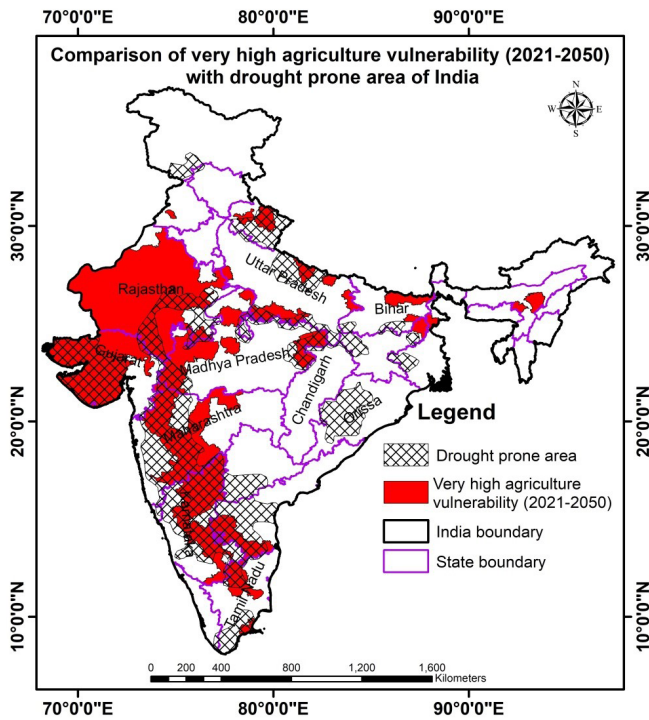 70°0'0"E 80°0'0"E 90°0'0"E
Comparison of very high agriculture vulnerability (2021-2050)
with drought prone area of India
N
W E
S
30°0'0"N 30°0'0"N
Uttar Pradesh
Rajasthan
Bihar
Gujarat
Madhya Pradesh
Chandigarh
20°0'0"N 20°0'0"N
Maharashtra
Orissa
Legend
Drought prone area
Very high agriculture
vulnerability (2021-2050)
India boundary
State boundary
Karnataka
Tamil Nadu
10°0'0"N 10°0'0"N
0 200 400 800 1,200 1,600
Kilometers
70°0'0"E 80°0'0"E 90°0'0"E